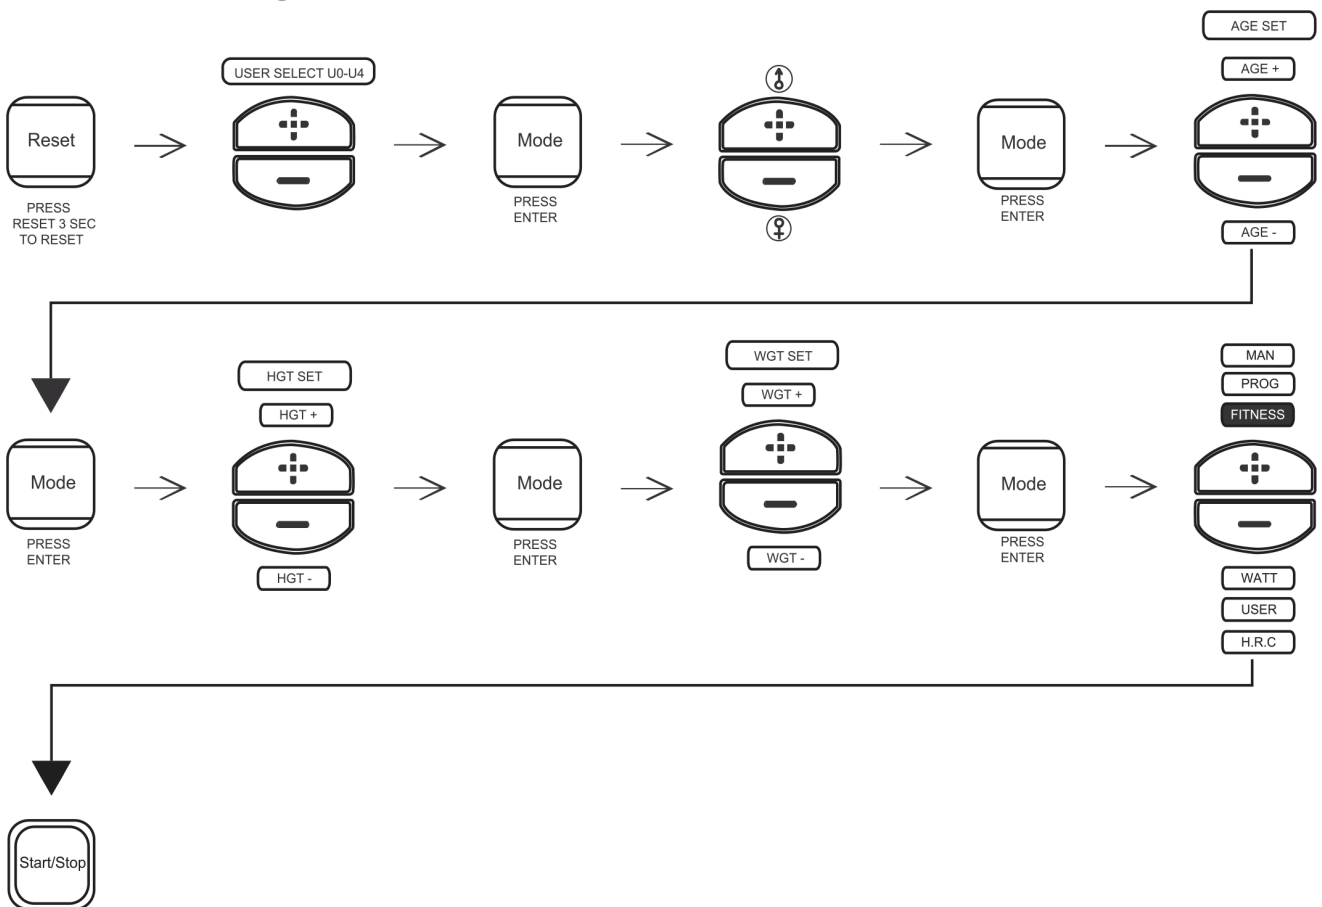 USER SELECT U0-U4
AGE SET
AGE +
Reset
Mode
Mode
PRESS
RESET 3 SEC
TO RESET
PRESS
ENTER
PRESS
ENTER
AGE -
HGT SET
HGT +
WGT SET
WGT +
MAN
PROG
FITNESS
Mode
Mode
Mode
PRESS
ENTER
HGT -
PRESS
ENTER
WGT -
PRESS
ENTER
WATT
USER
H.R.C
Start/Stop